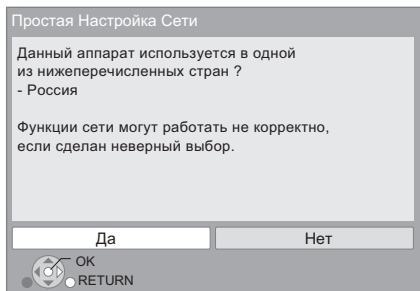 Простая Настройка Сети
Данный аппарат используется в одной
из нижеперечисленных стран ?
- Россия
Функции сети могут работать не корректно,
если сделан неверный выбор.
Да
Нет
OK
RETURN